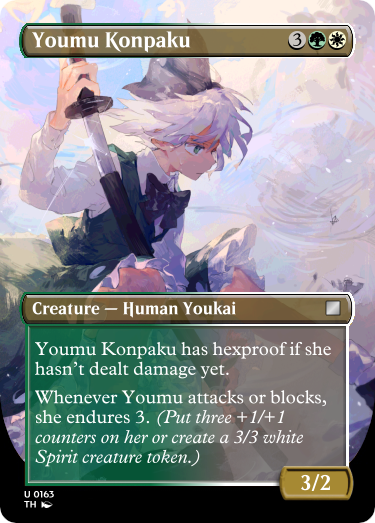 Youmu Konpaku 3
Creature — Human Youkai
Youmu Konpaku has hexproof if she
hasn't dealt damage yet.
Whenever Youmu attacks or blocks,
she endures 3. (Put three +1/+1
counters on her or create a 3/3 white
Spirit creature token.)
3/2
U 0163
TH